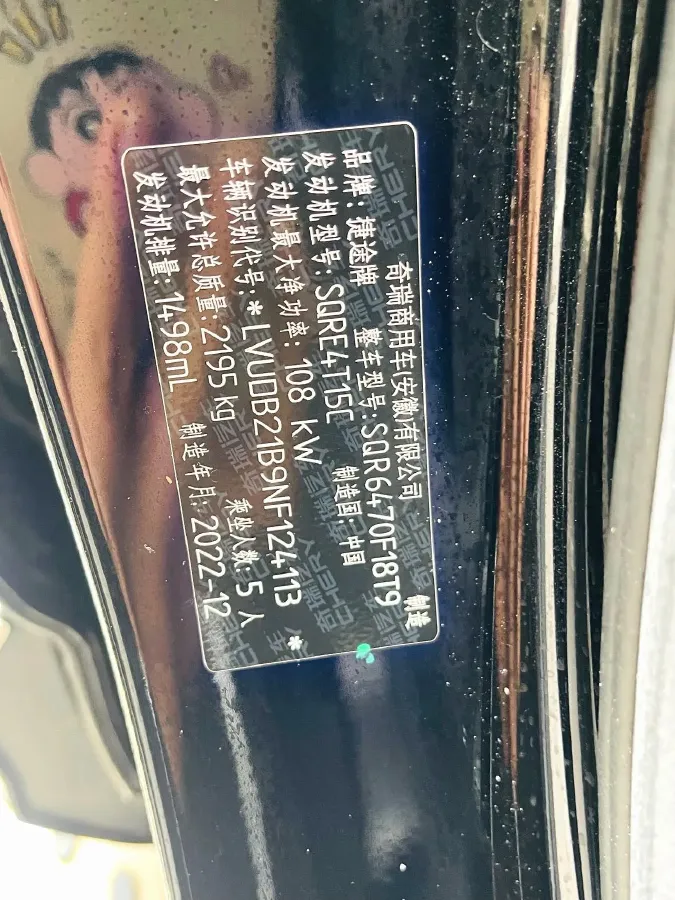 奇瑞商用车(安徽)有限公司 制造
品牌:捷途牌 整车型号:SQR6470F18T9
发动机型号:SQRE4T15C 制造国:中国
发动机最大净功率:108 kW
车辆识别代号:*LVUDB21B9NF124113*
最大允许总质量:2195 kg 乘坐人数:5人
发动机排量:1498mL 制造年月:2022-12